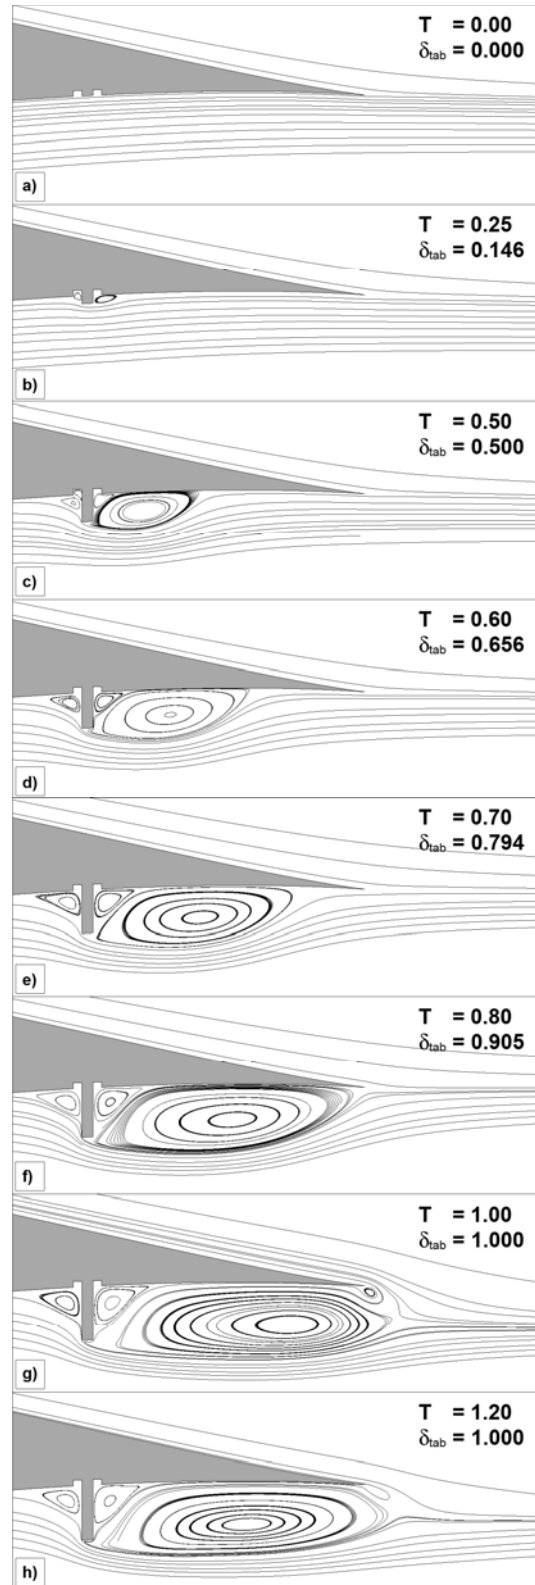 T = 0.00
δtab = 0.000
a)
T = 0.25
δtab = 0.146
b)
T = 0.50
δtab = 0.500
c)
T = 0.60
δtab = 0.656
d)
T = 0.70
δtab = 0.794
e)
T = 0.80
δtab = 0.905
f)
T = 1.00
δtab = 1.000
g)
T = 1.20
δtab = 1.000
h)